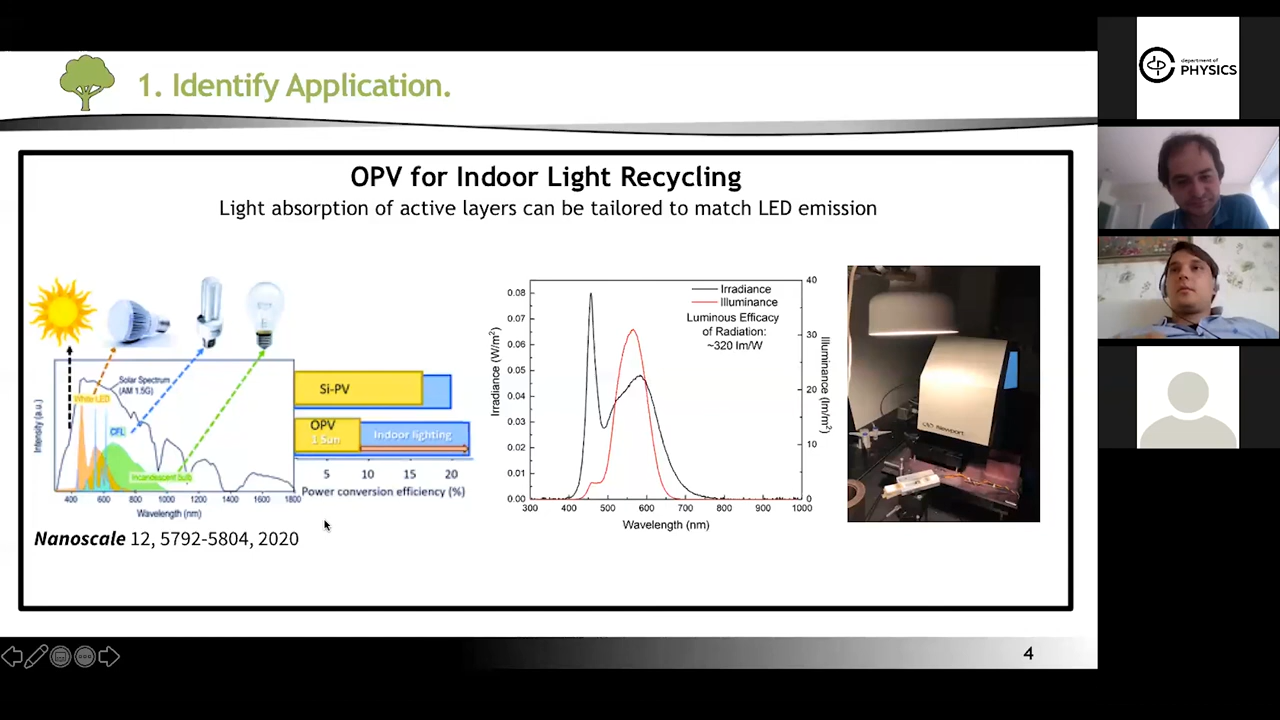 1. Identify Application.
OPV for Indoor Light Recycling
Light absorption of active layers can be tailored to match LED emission
Solar Spectrum
(AM 1.5G)
White LED
CFL
Incandescent bulb
Intensity (a.u.)
400 600 800 1000 1200 1400 1600 1800
Wavelength (nm)
Si-PV
OPV
1 Sun
Indoor lighting
5 10 15 20
Power conversion efficiency (%)
Nanoscale 12, 5792-5804, 2020
Irradiance (W/m²)
0.08
0.07
0.06
0.05
0.04
0.03
0.02
0.01
0.00
Irradiance
Illuminance
Luminous Efficacy
of Radiation:
~320 lm/W
40
30
20
10
0
Illuminance (lm/m²)
300 400 500 600 700 800 900 1000
Wavelength (nm)
Newport
4
department of
PHYSICS